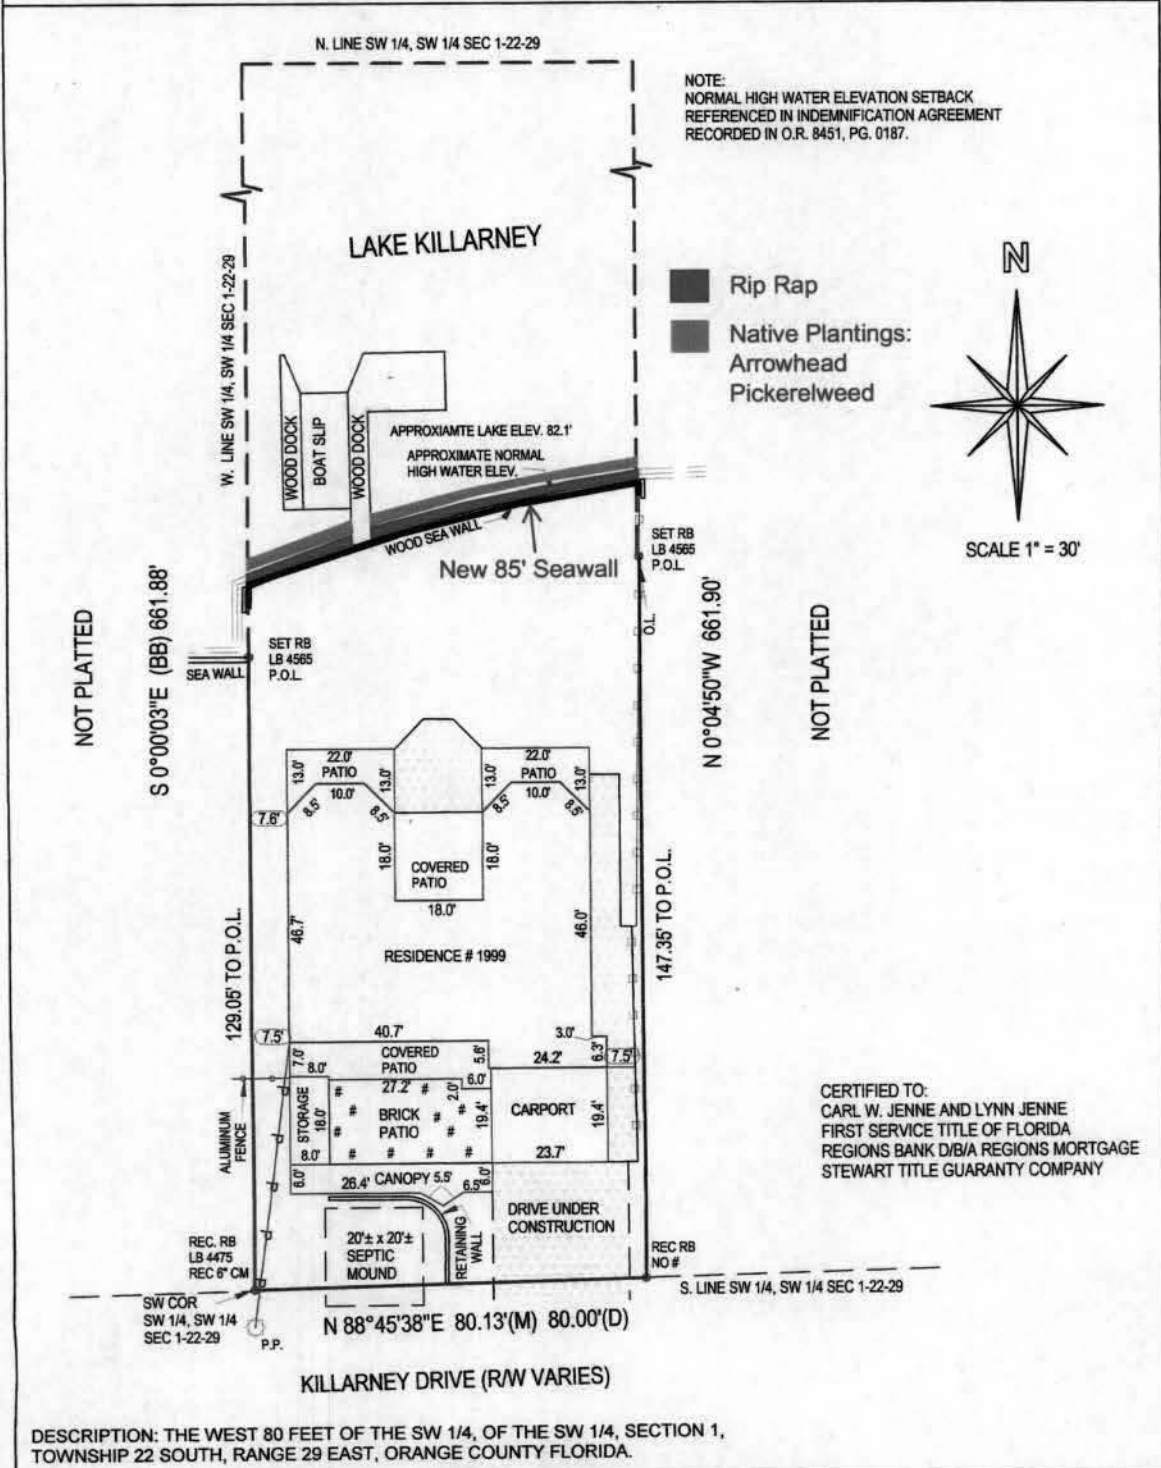 N. LINE SW 1/4, SW 1/4 SEC 1-22-29
NOTE:
NORMAL HIGH WATER ELEVATION SETBACK
REFERENCED IN INDEMNIFICATION AGREEMENT
RECORDED IN O.R. 8451, PG. 0187.
LAKE KILLARNEY
W. LINE SW 1/4, SW 1/4 SEC 1-22-29
Rip Rap
Native Plantings:
Arrowhead
Pickerelweed
N
SCALE 1" = 30'
WOOD DOCK
BOAT SLIP
WOOD DOCK
APPROXIAMTE LAKE ELEV. 82.1'
APPROXIMATE NORMAL
HIGH WATER ELEV.
WOOD SEA WALL
New 85' Seawall
SET RB
LB 4565
P.O.L.
O.L.
NOT PLATTED
S 0°00'03"E (BB) 661.88'
SEA WALL
SET RB
LB 4565
P.O.L.
N 0°04'50"W 661.90'
NOT PLATTED
22.0'
PATIO
13.0'
13.0'
10.0'
8.5'
8.5'
22.0'
PATIO
13.0'
13.0'
10.0'
8.5'
8.5'
7.6'
18.0'
COVERED
PATIO
18.0'
18.0'
46.7'
46.0'
RESIDENCE # 1999
129.05' TO P.O.L.
147.35' TO P.O.L.
7.5'
40.7'
3.0'
7.0'
8.0'
COVERED
PATIO
5.6'
24.2'
6.3'
7.5'
6.0'
27.2'
2.0'
STORAGE
18.0'
BRICK
PATIO
19.4'
CARPORT
19.4'
8.0'
23.7'
ALUMINUM
FENCE
P
P
P
P
P
6.0'
26.4'
CANOPY 5.5'
6.5'
6.0'
DRIVE UNDER
CONSTRUCTION
20'± x 20'±
SEPTIC
MOUND
RETAINING
WALL
CERTIFIED TO:
CARL W. JENNE AND LYNN JENNE
FIRST SERVICE TITLE OF FLORIDA
REGIONS BANK D/B/A REGIONS MORTGAGE
STEWART TITLE GUARANTY COMPANY
REC. RB
LB 4475
REC 6" CM
REC RB
NO #
S. LINE SW 1/4, SW 1/4 SEC 1-22-29
SW COR
SW 1/4, SW 1/4
SEC 1-22-29
P.P.
N 88°45'38"E 80.13'(M) 80.00'(D)
KILLARNEY DRIVE (R/W VARIES)
DESCRIPTION: THE WEST 80 FEET OF THE SW 1/4, OF THE SW 1/4, SECTION 1,
TOWNSHIP 22 SOUTH, RANGE 29 EAST, ORANGE COUNTY FLORIDA.